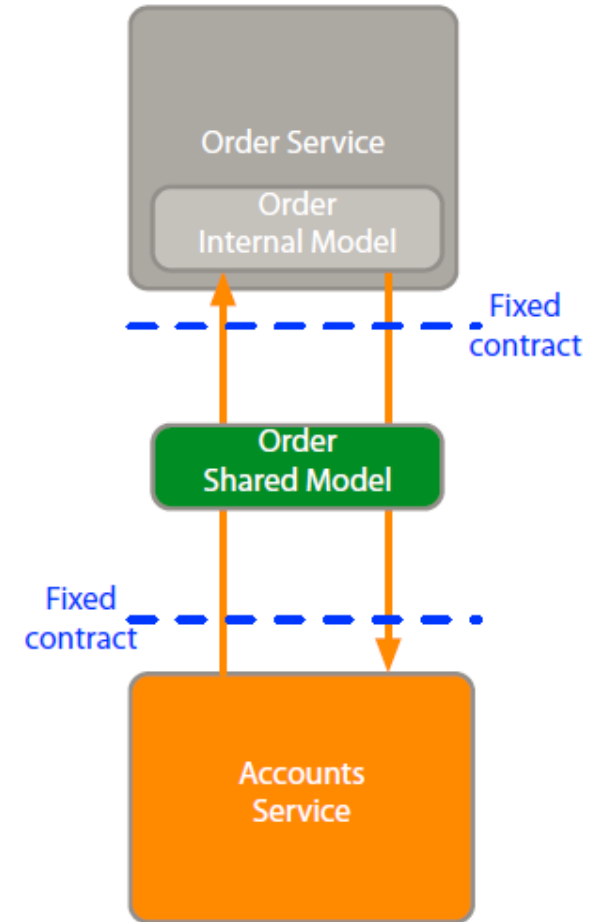 Order Service
Order
Internal Model
Fixed
contract
Order
Shared Model
Fixed
contract
Accounts
Service